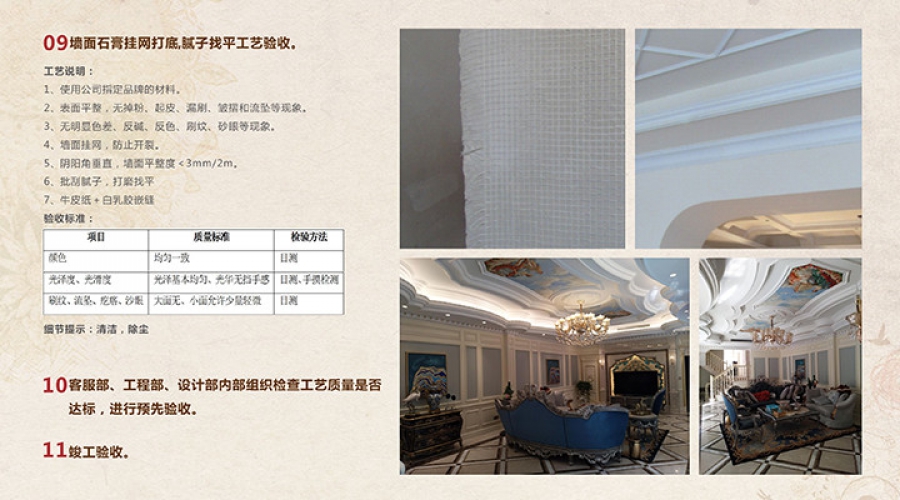 09墙面石膏挂网打底,腻子找平工艺验收。
工艺说明：
1、使用公司指定品牌的材料。
2、表面平整，无掉粉、起皮、漏刷、皱摺和流坠等现象。
3、无明显色差、反碱、反色、刷纹、砂眼等现象。
4、墙面挂网，防止开裂。
5、阴阳角垂直，墙面平整度＜3mm/2m。
6、批刮腻子，打磨找平
7、牛皮纸＋白乳胶嵌缝
验收标准：
项目 质量标准 检验方法
颜色 均匀一致 目测
光泽度、光滑度 光泽基本均匀、光华无挡手感 目测、手摸检测
刷纹、流坠、疙瘩、沙眼 大面无、小面允许少量轻微 目测
细节提示：清洁，除尘
10客服部、工程部、设计部内部组织检查工艺质量是否
达标，进行预先验收。
11竣工验收。